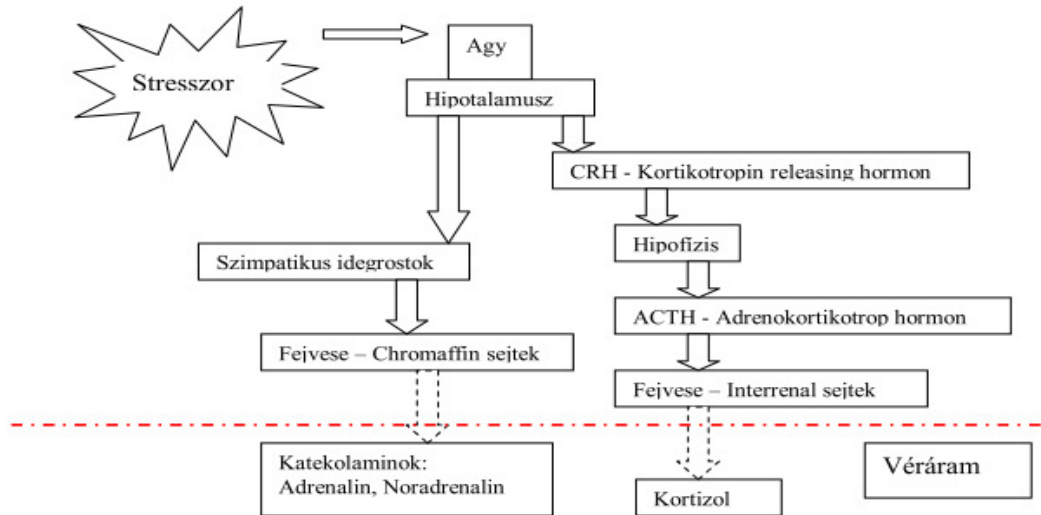 Stresszor
Agy
Hipotalamusz
CRH - Kortikotropin releasing hormon
Hipofízis
Szimpatikus idegrostok
ACTH - Adrenokortikotrop hormon
Fejvese – Chromaffin sejtek
Fejvese – Interrenal sejtek
Katekolaminok:
Adrenalin, Noradrenalin
Véráram
Kortizol